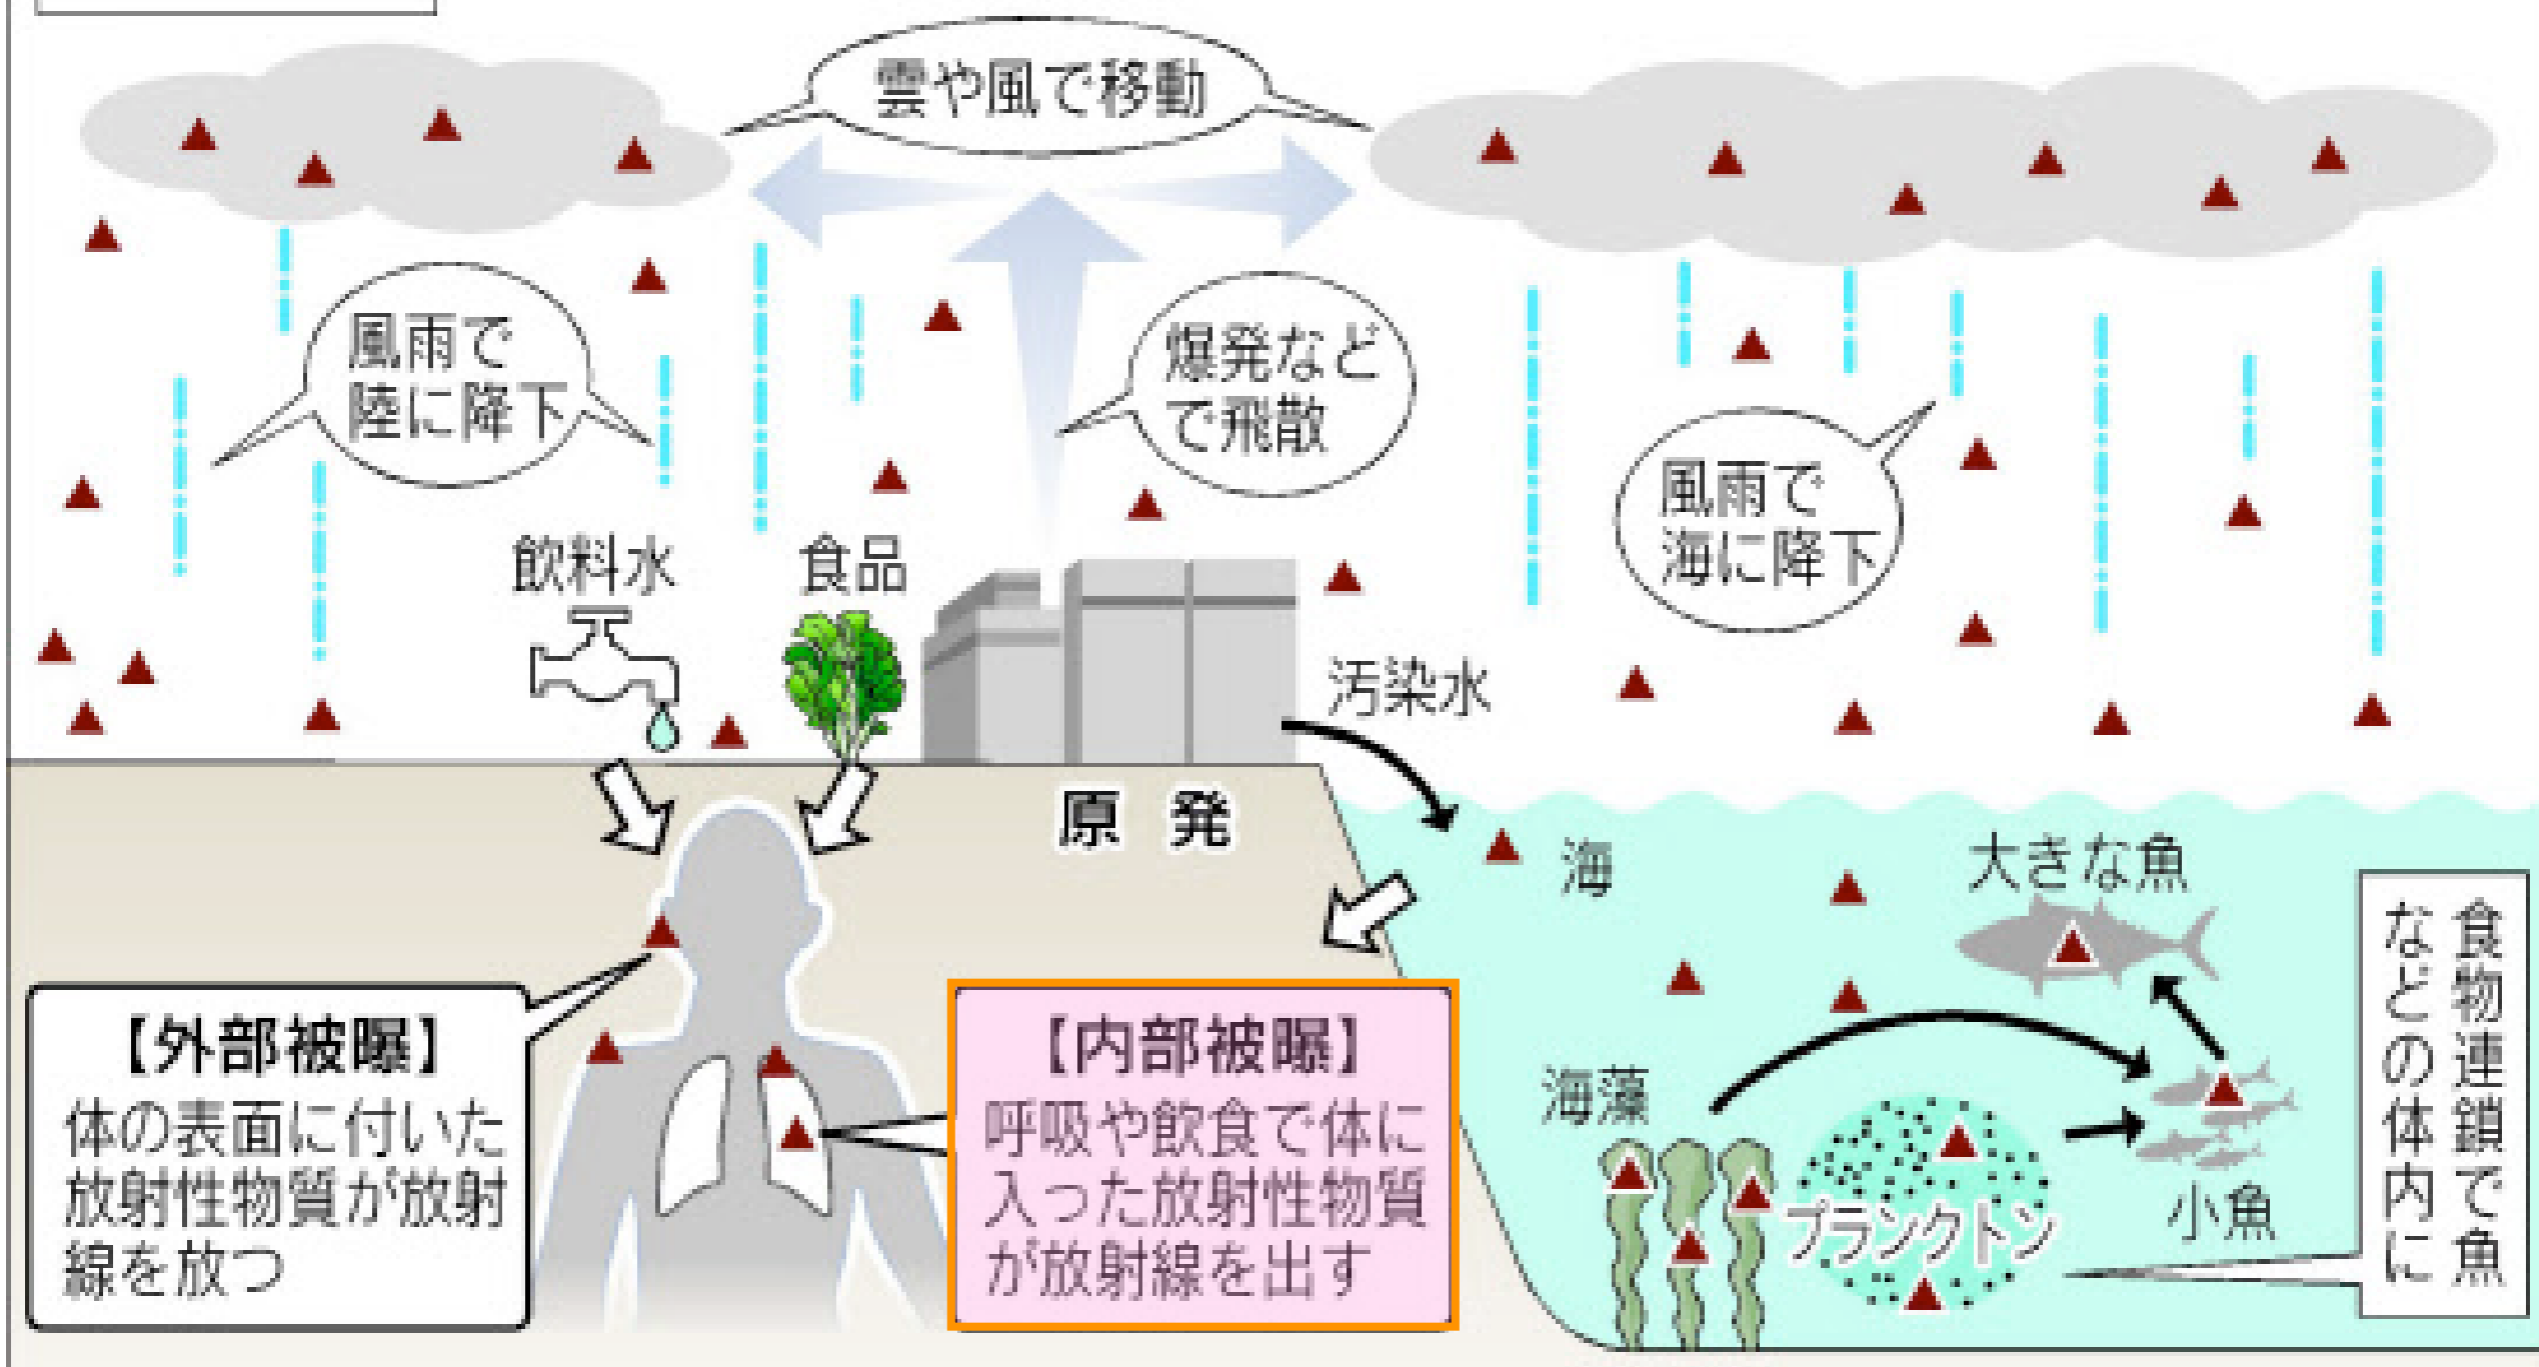 雲や風で移動
風雨で
陸に降下
爆発など
で飛散
風雨で
海に降下
飲料水
食品
汚染水
原発
海
大きな魚
食物連鎖で魚
などの体内に
【外部被曝】
体の表面に付いた
放射性物質が放射
線を放つ
【内部被曝】
呼吸や飲食で体に
入った放射性物質
が放射線を出す
海藻
プランクトン
小魚